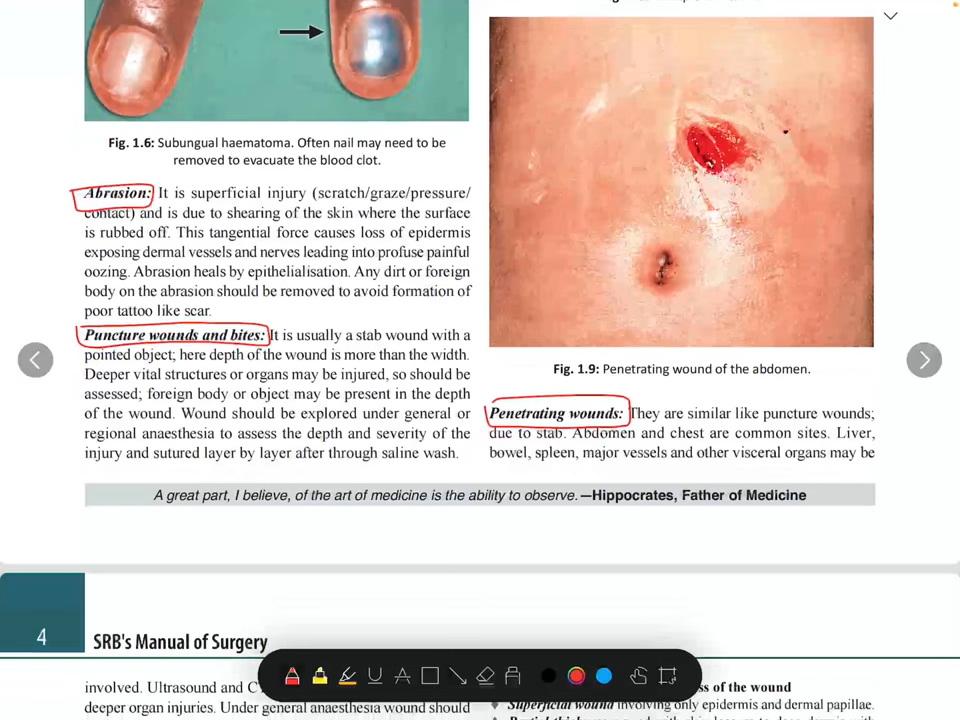 Fig. 1.6: Subungual haematoma. Often nail may need to be
removed to evacuate the blood clot.
Abrasion: It is superficial injury (scratch/graze/pressure/
contact) and is due to shearing of the skin where the surface
is rubbed off. This tangential force causes loss of epidermis
exposing dermal vessels and nerves leading into profuse painful
oozing. Abrasion heals by epithelialisation. Any dirt or foreign
body on the abrasion should be removed to avoid formation of
poor tattoo like scar.
Puncture wounds and bites: It is usually a stab wound with a
pointed object; here depth of the wound is more than the width.
Deeper vital structures or organs may be injured, so should be
assessed; foreign body or object may be present in the depth
of the wound. Wound should be explored under general or
regional anaesthesia to assess the depth and severity of the
injury and sutured layer by layer after through saline wash.
Fig. 1.9: Penetrating wound of the abdomen.
Penetrating wounds: They are similar like puncture wounds;
due to stab. Abdomen and chest are common sites. Liver,
bowel, spleen, major vessels and other visceral organs may be
A great part, I believe, of the art of medicine is the ability to observe.—Hippocrates, Father of Medicine
4
SRB's Manual of Surgery
involved. Ultrasound and
deeper organ injuries. Under general anaesthesia wound should
of the wound
Superficial wound involving only epidermis and dermal papillae.